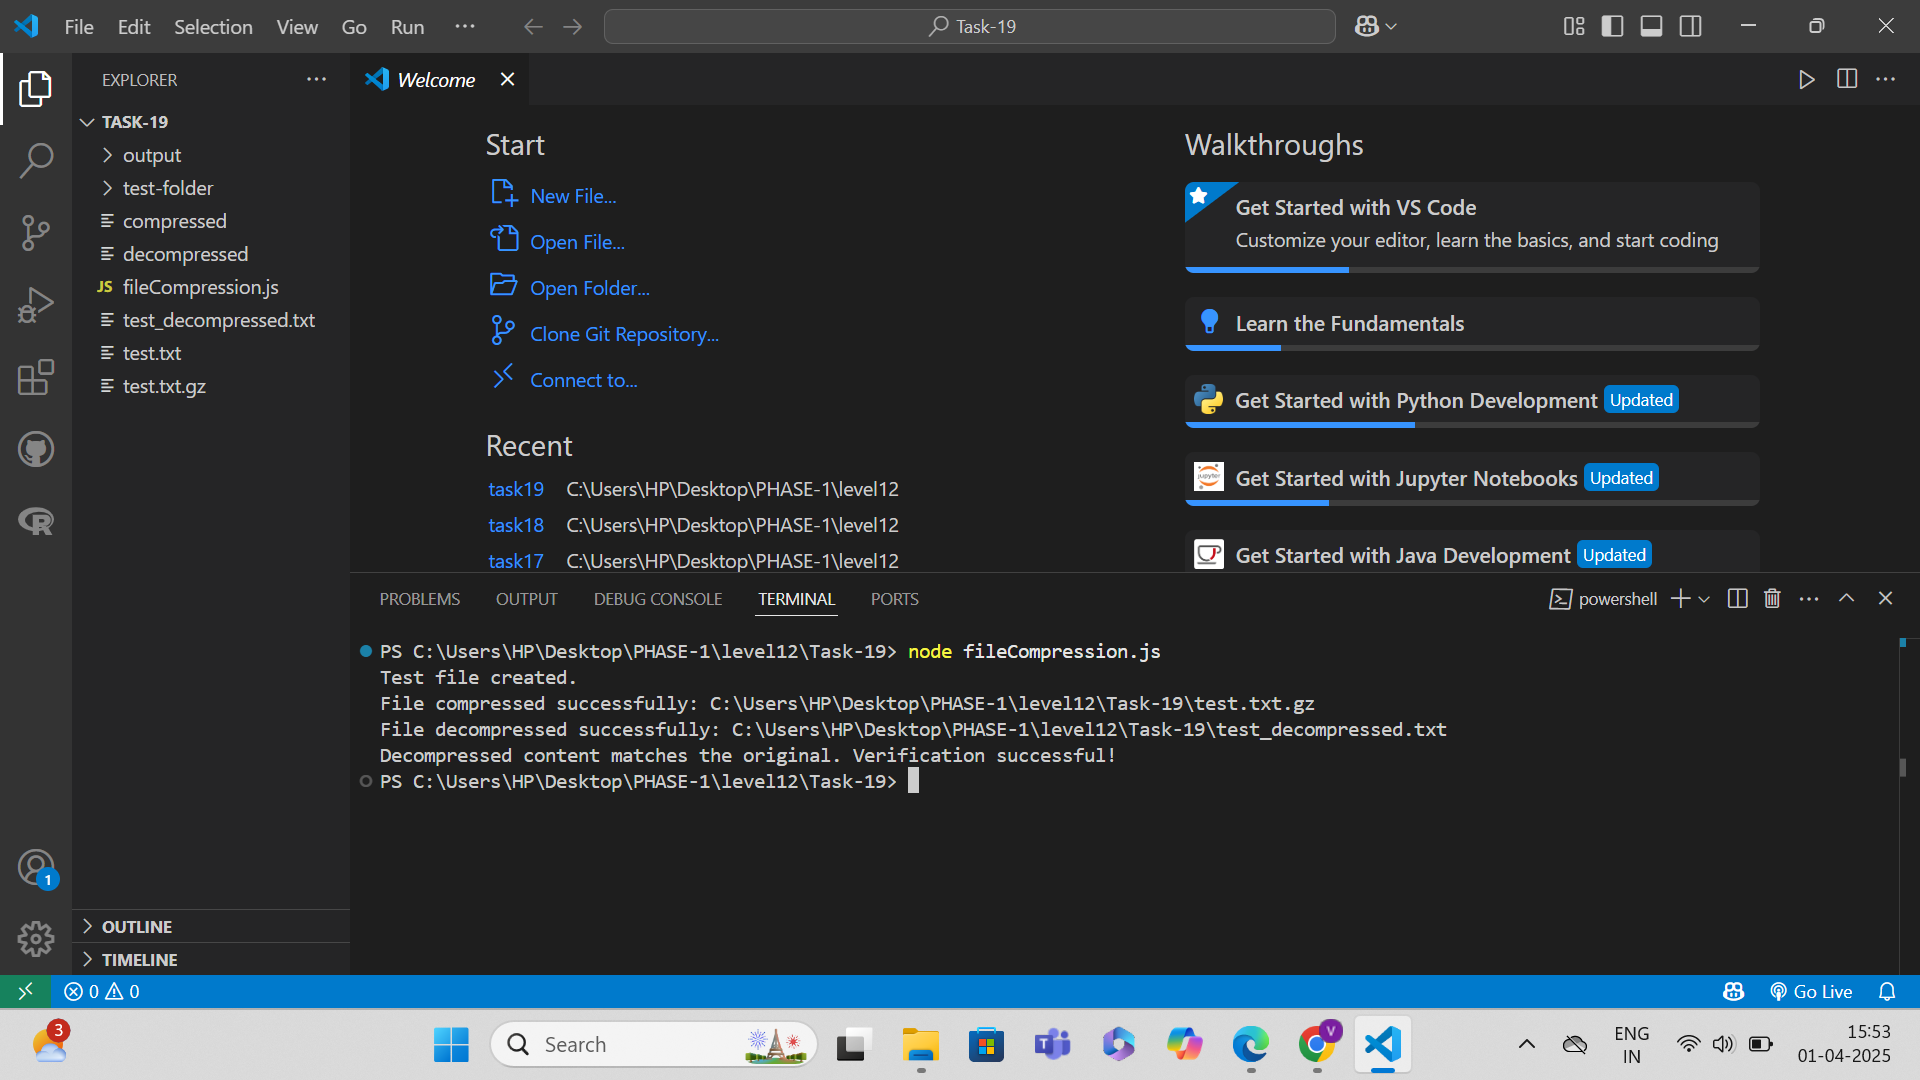 File Edit Selection View Go Run ...
Task-19
EXPLORER
TASK-19
output
test-folder
compressed
decompressed
JS fileCompression.js
test_decompressed.txt
test.txt
test.txt.gz
OUTLINE
TIMELINE
Welcome
Start
New File...
Open File...
Open Folder...
Clone Git Repository...
Connect to...
Recent
task19 C:\Users\HP\Desktop\PHASE-1\level12
task18 C:\Users\HP\Desktop\PHASE-1\level12
task17 C:\Users\HP\Desktop\PHASE-1\level12
Walkthroughs
Get Started with VS Code
Customize your editor, learn the basics, and start coding
Learn the Fundamentals
Get Started with Python Development Updated
jupyter
Get Started with Jupyter Notebooks Updated
Get Started with Java Development Updated
PROBLEMS OUTPUT DEBUG CONSOLE TERMINAL PORTS
powershell
PS C:\Users\HP\Desktop\PHASE-1\level12\Task-19> node fileCompression.js
Test file created.
File compressed successfully: C:\Users\HP\Desktop\PHASE-1\level12\Task-19\test.txt.gz
File decompressed successfully: C:\Users\HP\Desktop\PHASE-1\level12\Task-19\test_decompressed.txt
Decompressed content matches the original. Verification successful!
PS C:\Users\HP\Desktop\PHASE-1\level12\Task-19>
1
0 0
Go Live
3
Search
V
ENG
IN
15:53
01-04-2025